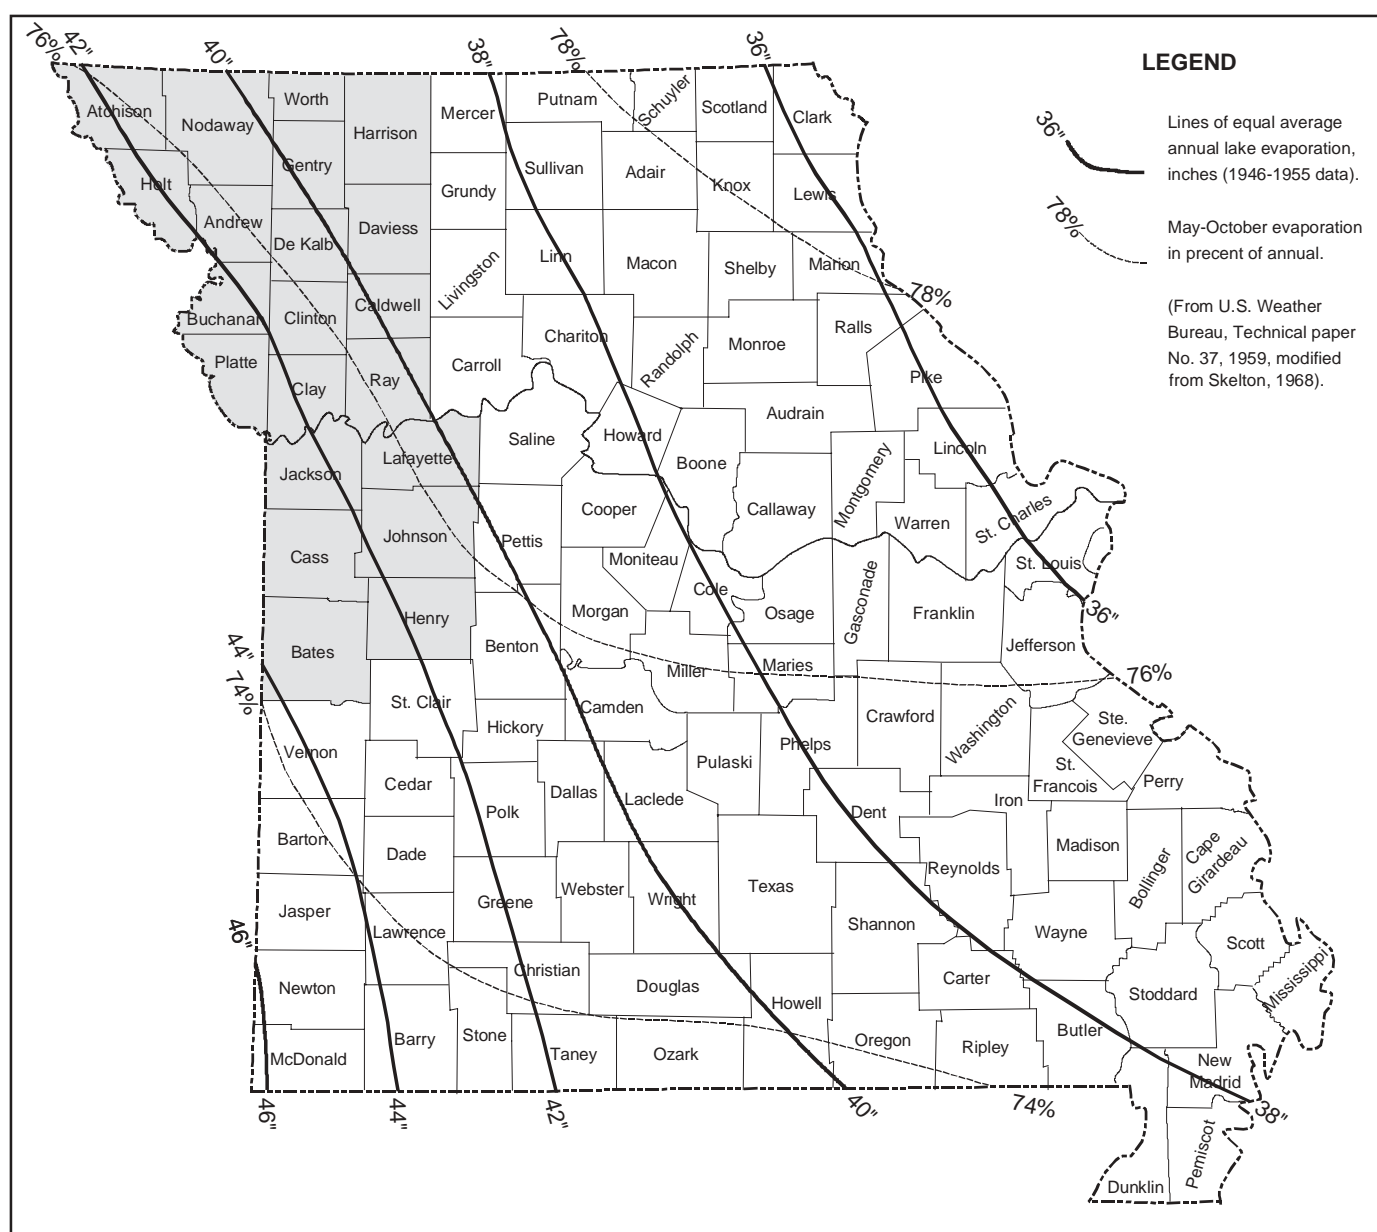 76%
42"
40"
38"
78%
36"
LEGEND
36"
Lines of equal average
annual lake evaporation,
inches (1946-1955 data).
78%
May-October evaporation
in precent of annual.
(From U.S. Weather
Bureau, Technical paper
No. 37, 1959, modified
from Skelton, 1968).
Atchison
Nodaway
Worth
Harrison
Mercer
Putnam
Schuyler
Scotland
Clark
Holt
Gentry
Grundy
Sullivan
Adair
Knox
Lewis
Andrew
De Kalb
Daviess
Livingston
Linn
Macon
Shelby
Marion
78%
Buchanan
Clinton
Caldwell
Chariton
Randolph
Monroe
Ralls
Platte
Clay
Ray
Carroll
Pike
Audrain
Jackson
Lafayette
Saline
Howard
Boone
Lincoln
Cass
Johnson
Pettis
Cooper
Callaway
Montgomery
Warren
St. Charles
Moniteau
St. Louis
Bates
Henry
Benton
Morgan
Cole
Osage
Gasconade
Franklin
36"
44"
Miller
Maries
Jefferson
74%
76%
Vernon
St. Clair
Hickory
Camden
Pulaski
Phelps
Crawford
Washington
Ste.
Genevieve
St.
Francois
Perry
Cedar
Polk
Dallas
Laclede
Dent
Iron
Barton
Dade
Madison
Bollinger
Cape
Girardeau
Jasper
Greene
Webster
Wright
Texas
Reynolds
46"
Lawrence
Shannon
Wayne
Scott
Mississippi
Newton
Christian
Douglas
Howell
Carter
Stoddard
McDonald
Barry
Stone
Taney
Ozark
Oregon
Ripley
Butler
New
Madrid
46"
44"
42"
40"
74%
38"
Pemiscot
Dunklin